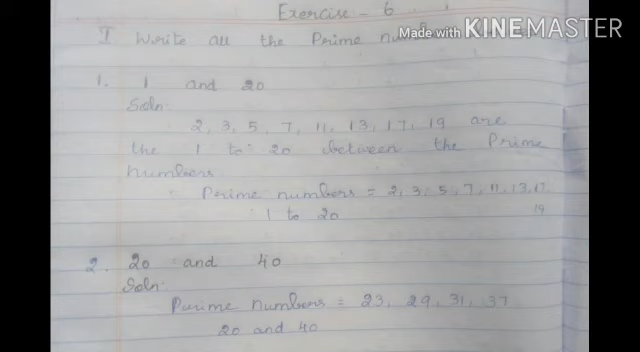 Exercise - 6
I Write all the Prime numb
Made with KINEMASTER
1. 1 and 20
Soln:
2, 3, 5, 7, 11, 13, 17, 19 are
the 1 to 20 between the Prime
numbers
Prime numbers = 2, 3, 5, 7, 11, 13, 17
1 to 20 19
2. 20 and 40
Soln:
Prime numbers = 23, 29, 31, 37
20 and 40